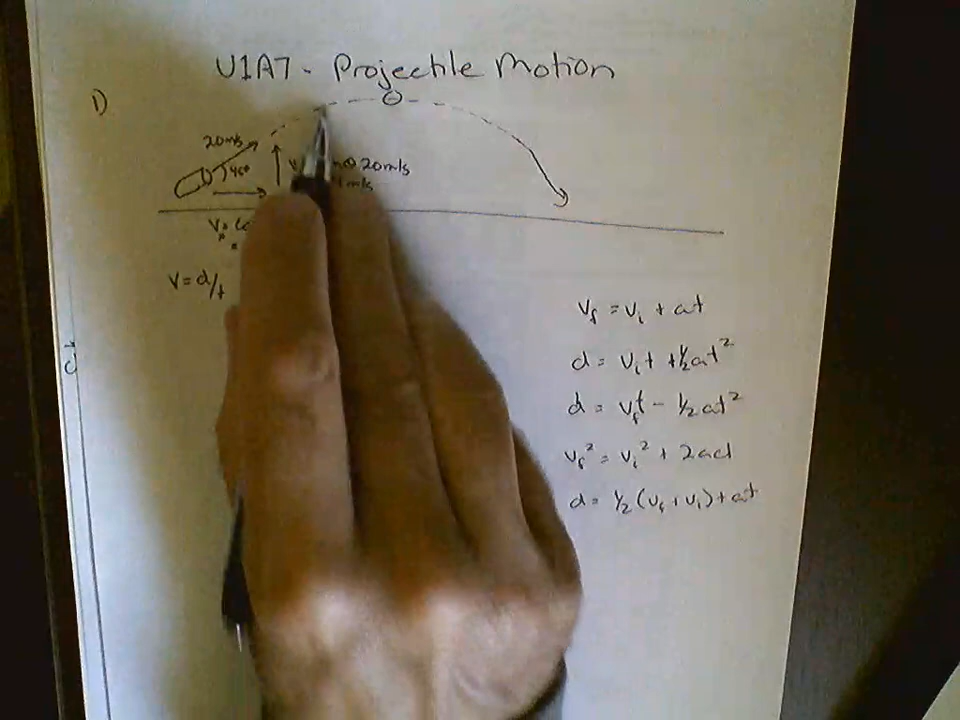 U1A7 - Projectile Motion
1)
20m/s
20m/s
m/s
V = d/t
d
Vf = Vi + at
d = Vit + ½at²
d = Vft - ½at²
Vf² = Vi² + 2ad
d = ½(Vf + Vi) + at